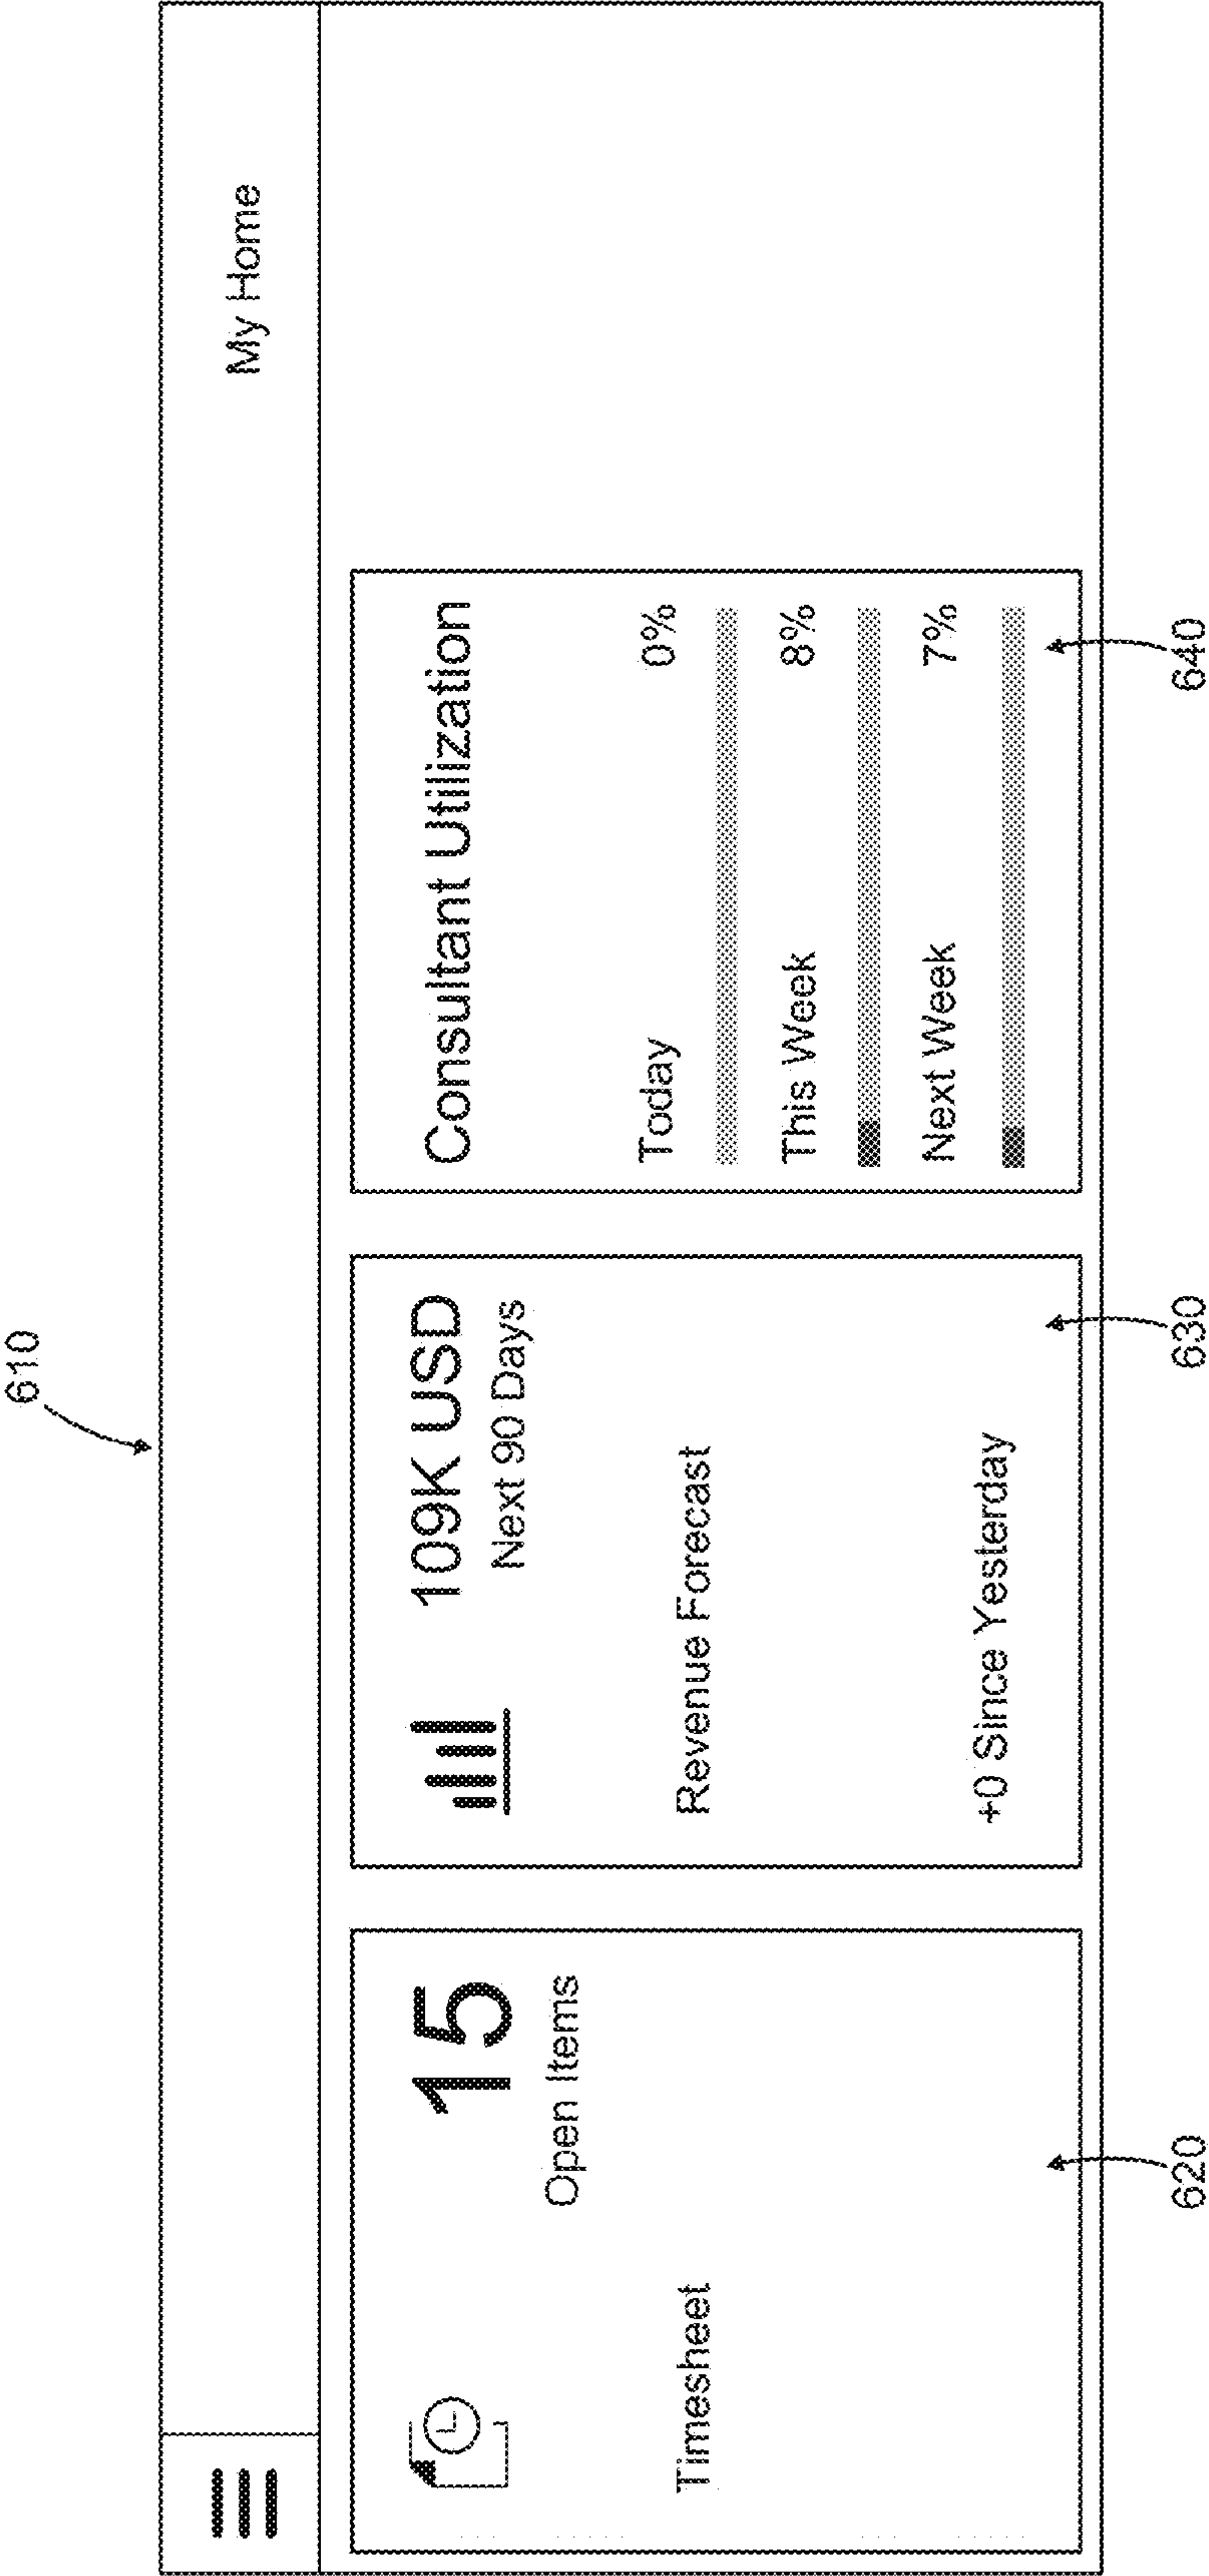 610
My Home
15
Open Items
Timesheet
620
109K USD
Next 90 Days
Revenue Forecast
+0 Since Yesterday
630
Consultant Utilization
Today 0%
This Week 8%
Next Week 7%
640